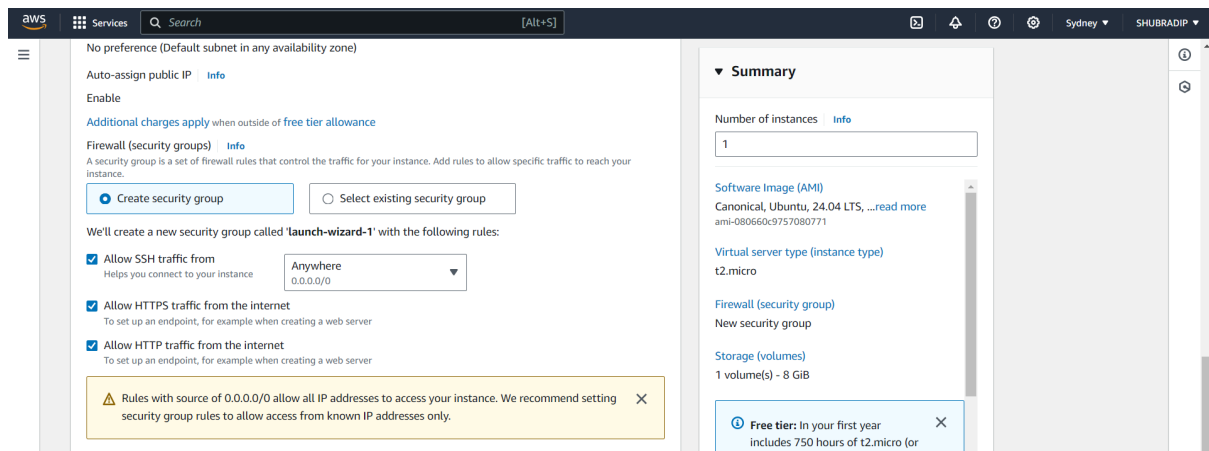 aws Services Search [Alt+S] Sydney SHUBRADIP
No preference (Default subnet in any availability zone)
Auto-assign public IP Info
Enable
Additional charges apply when outside of free tier allowance
Firewall (security groups) Info
A security group is a set of firewall rules that control the traffic for your instance. Add rules to allow specific traffic to reach your
instance.
Create security group
Select existing security group
We'll create a new security group called 'launch-wizard-1' with the following rules:
Allow SSH traffic from
Helps you connect to your instance
Anywhere
0.0.0.0/0
Allow HTTPS traffic from the internet
To set up an endpoint, for example when creating a web server
Allow HTTP traffic from the internet
To set up an endpoint, for example when creating a web server
Rules with source of 0.0.0.0/0 allow all IP addresses to access your instance. We recommend setting
security group rules to allow access from known IP addresses only.
Summary
Number of instances Info
1
Software Image (AMI)
Canonical, Ubuntu, 24.04 LTS, ...read more
ami-080660c9757080771
Virtual server type (instance type)
t2.micro
Firewall (security group)
New security group
Storage (volumes)
1 volume(s) - 8 GiB
Free tier: In your first year
includes 750 hours of t2.micro (or